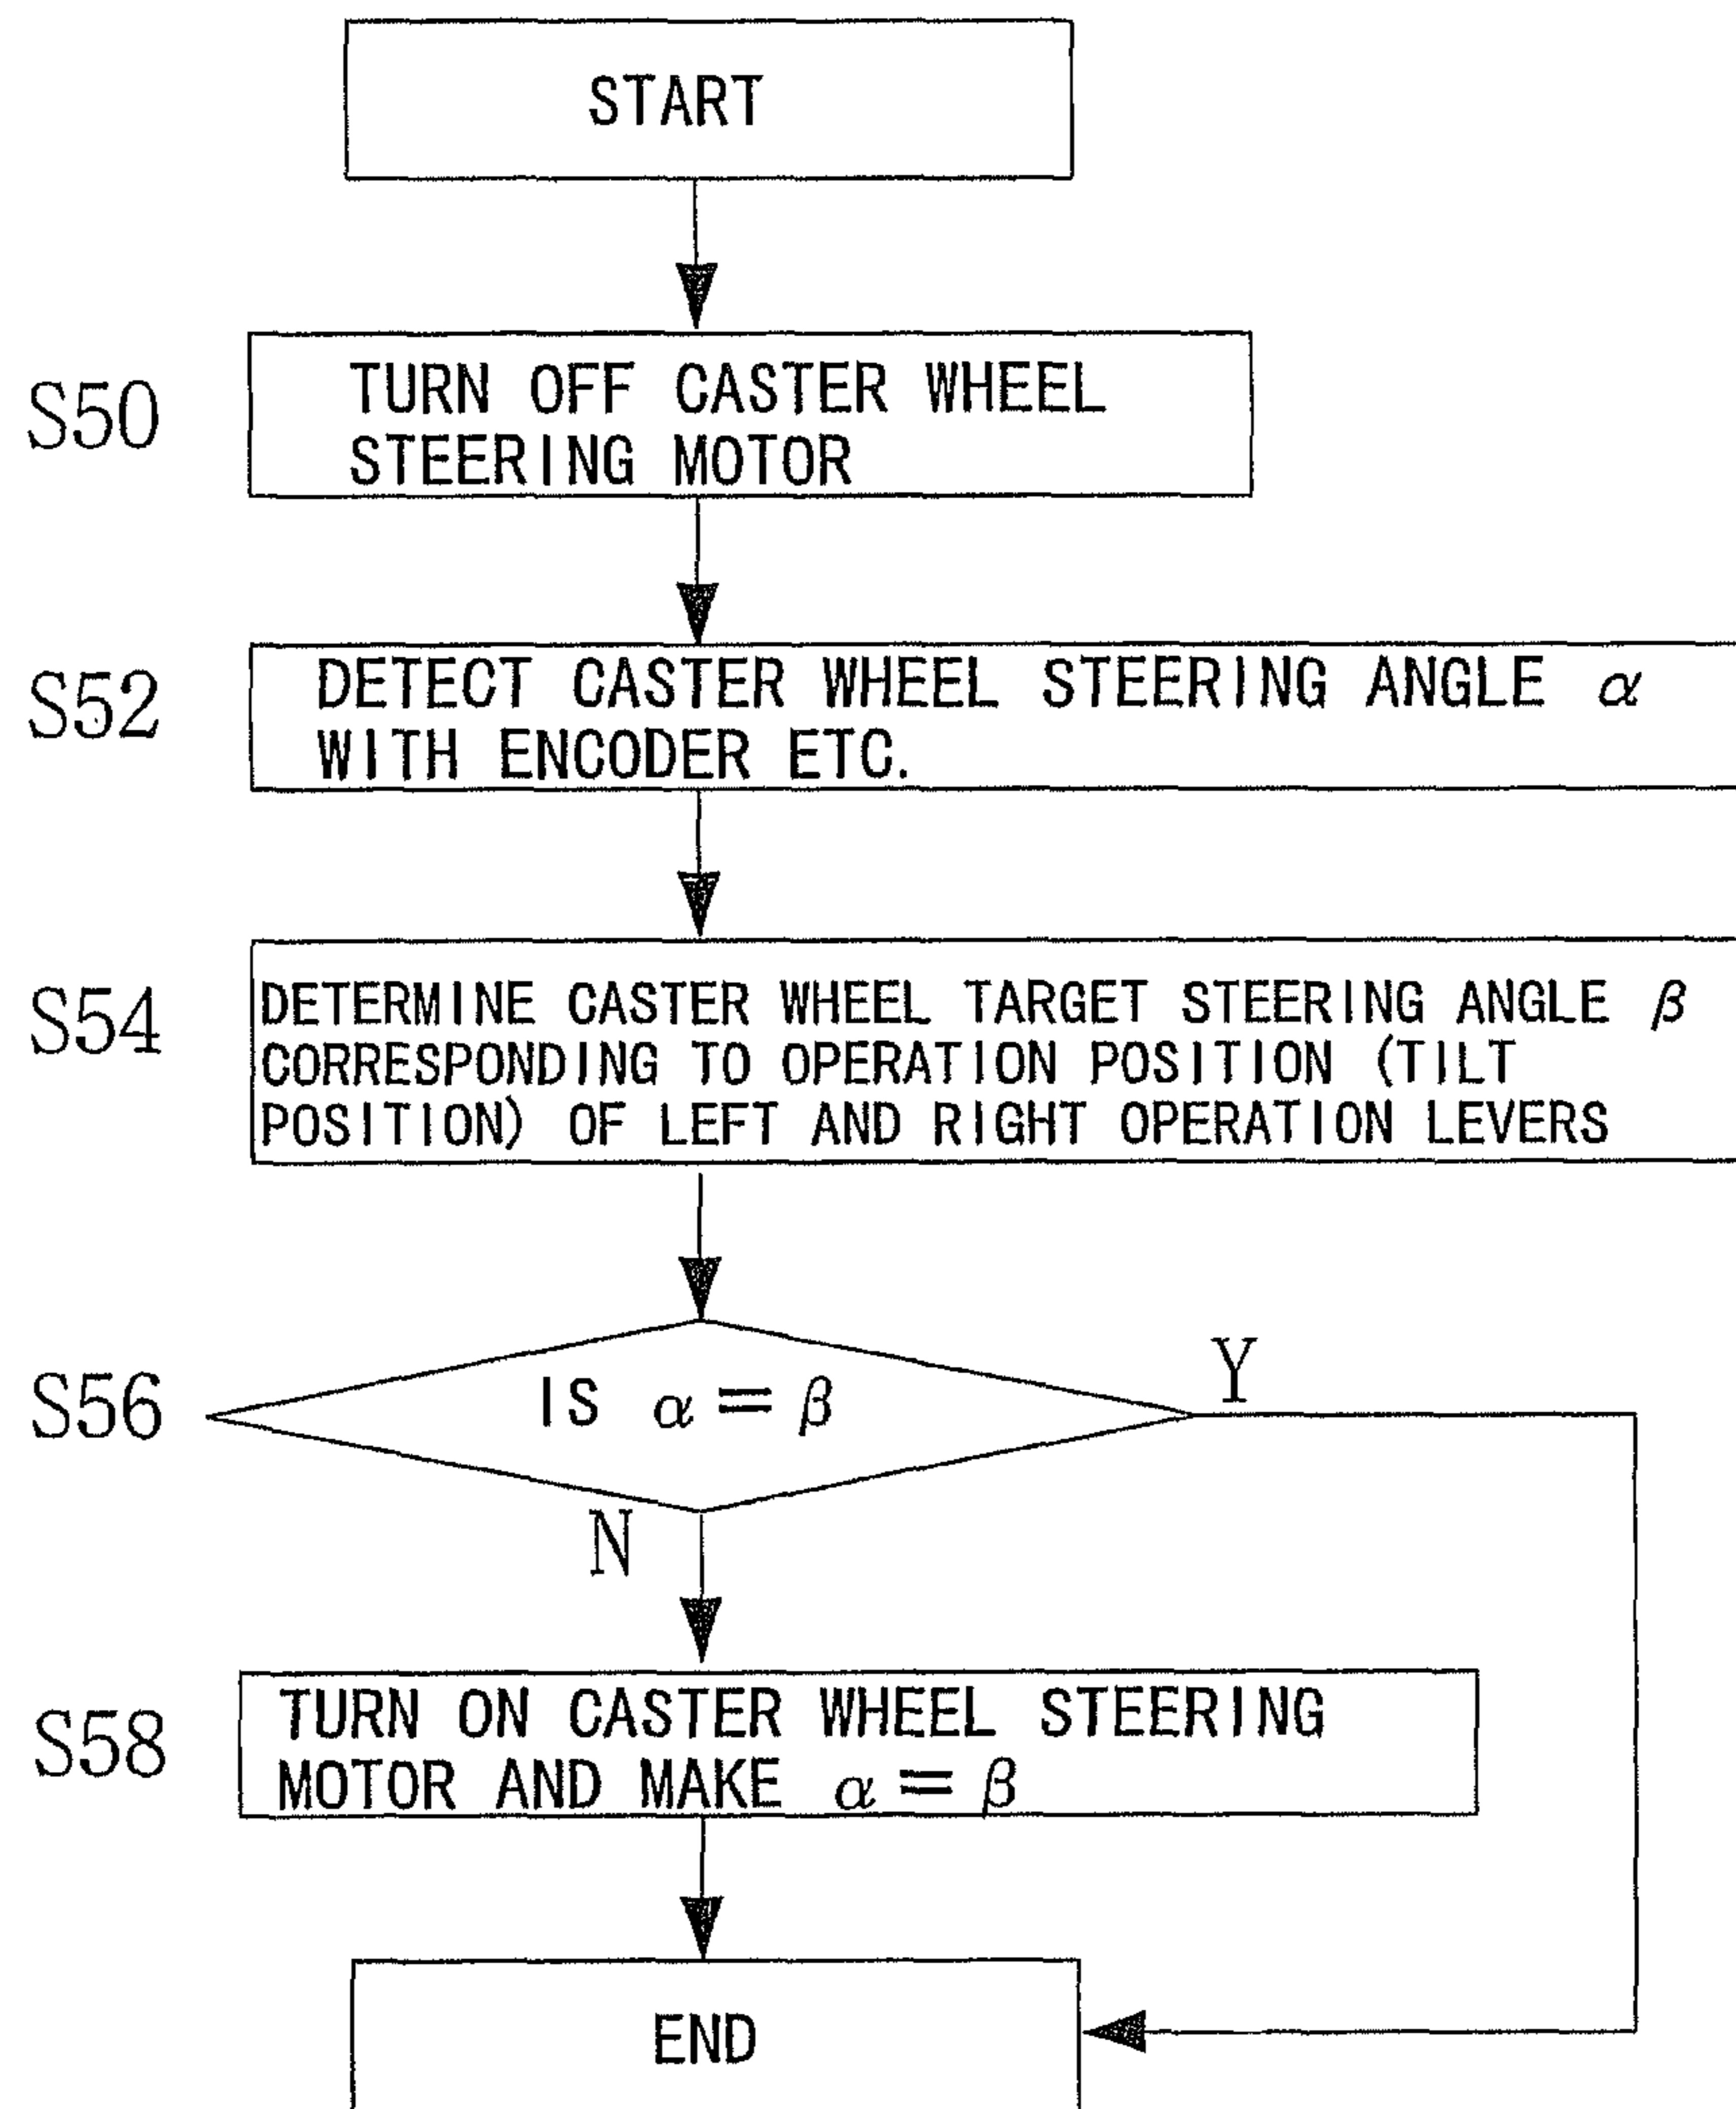 START
S50
TURN OFF CASTER WHEEL
STEERING MOTOR
S52
DETECT CASTER WHEEL STEERING ANGLE α
WITH ENCODER ETC.
S54
DETERMINE CASTER WHEEL TARGET STEERING ANGLE β
CORRESPONDING TO OPERATION POSITION (TILT
POSITION) OF LEFT AND RIGHT OPERATION LEVERS
S56
IS α = β
Y
N
S58
TURN ON CASTER WHEEL STEERING
MOTOR AND MAKE α = β
END